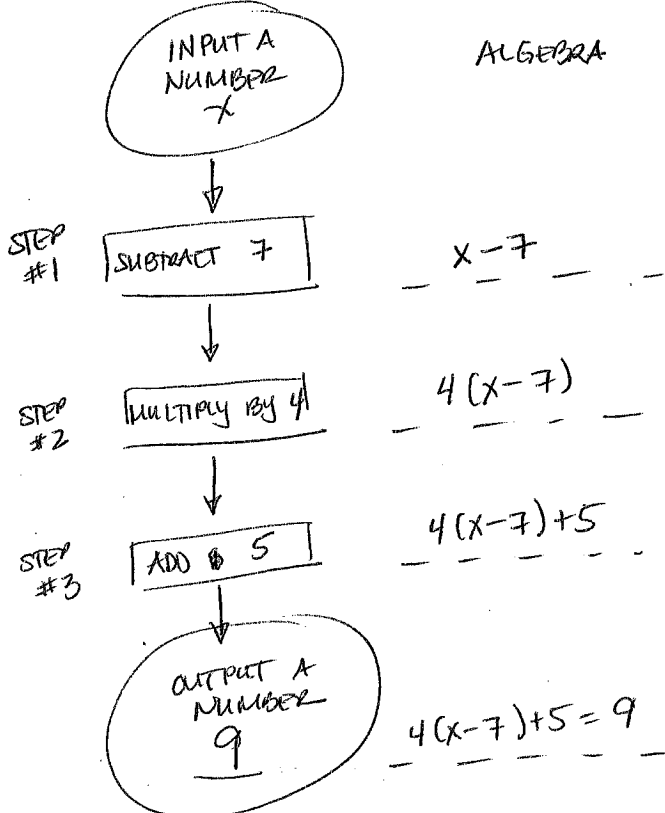 INPUT A
NUMBER
x
ALGEBRA
STEP
#1
SUBTRACT 7
x-7
STEP
#2
MULTIPLY BY 4
4(x-7)
STEP
#3
ADD 5
4(x-7)+5
OUTPUT A
NUMBER
9
4(x-7)+5=9